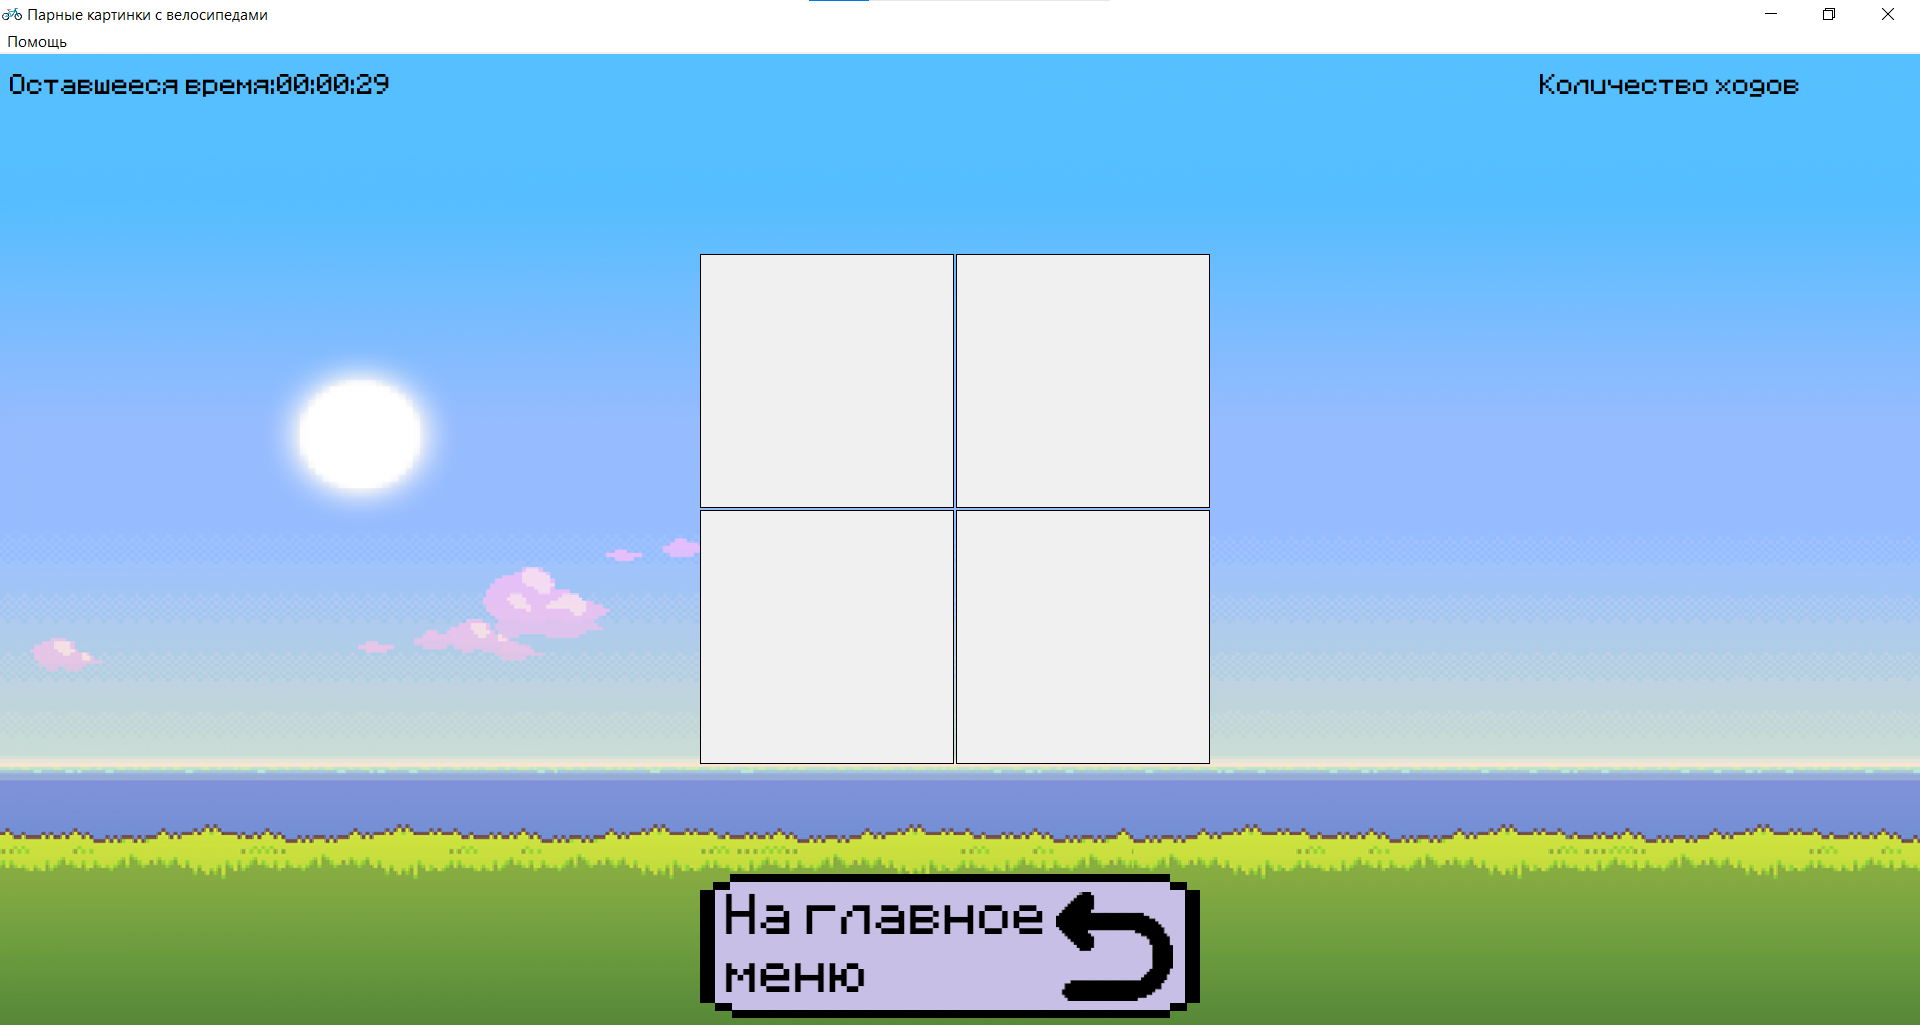 Парные картинки с велосипедами
Помощь
Оставшееся время:00:00:29
Количество ходов
На главное
меню